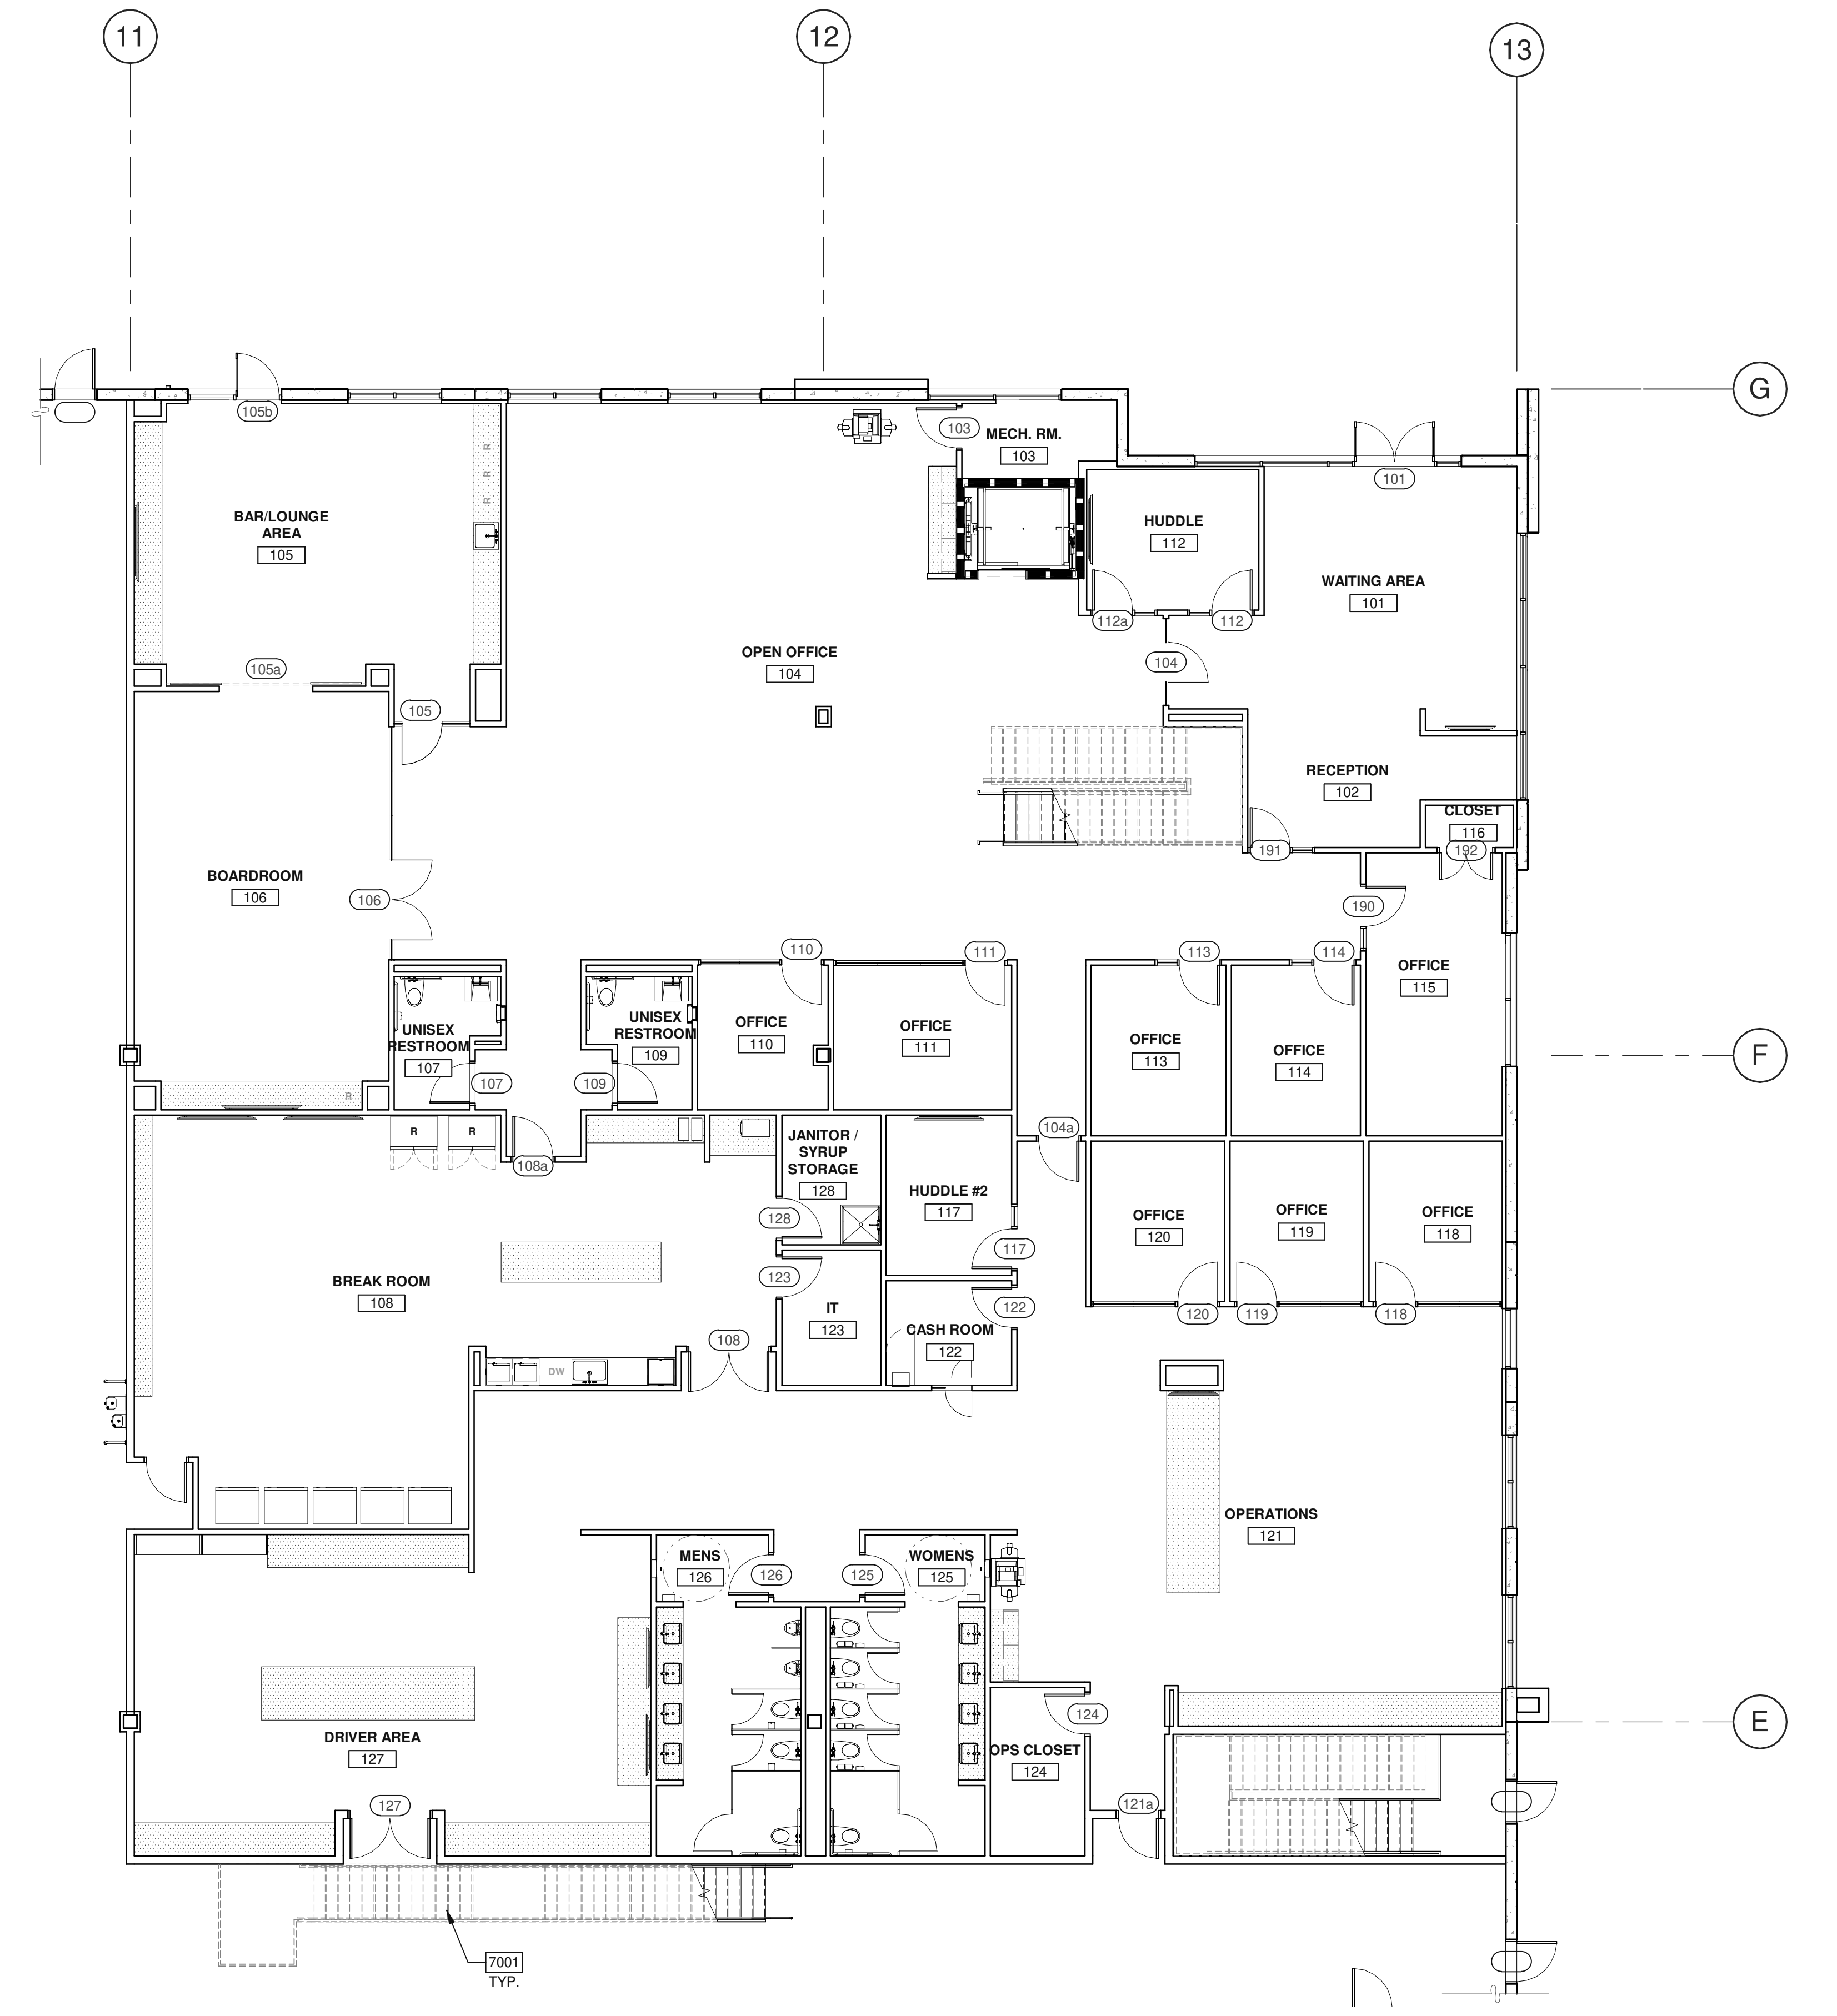 11
12
13
G
105b
103
MECH. RM.
103
101
BAR/LOUNGE
AREA
105
R
R
R
HUDDLE
112
WAITING AREA
101
112a
112
OPEN OFFICE
104
104
105a
105
RECEPTION
102
CLOSET
116
191
192
BOARDROOM
106
106
190
110
111
113
114
OFFICE
115
UNISEX
RESTROOM
107
UNISEX
RESTROOM
109
OFFICE
110
OFFICE
111
OFFICE
113
OFFICE
114
F
107
109
R
R
R
108a
104a
JANITOR /
SYRUP
STORAGE
128
HUDDLE #2
117
128
117
OFFICE
120
OFFICE
119
OFFICE
118
BREAK ROOM
108
123
IT
123
122
CASH ROOM
122
120
119
118
108
DW
OPERATIONS
121
MENS
126
126
125
WOMENS
125
124
OPS CLOSET
124
E
DRIVER AREA
127
127
121a
7001
TYP.